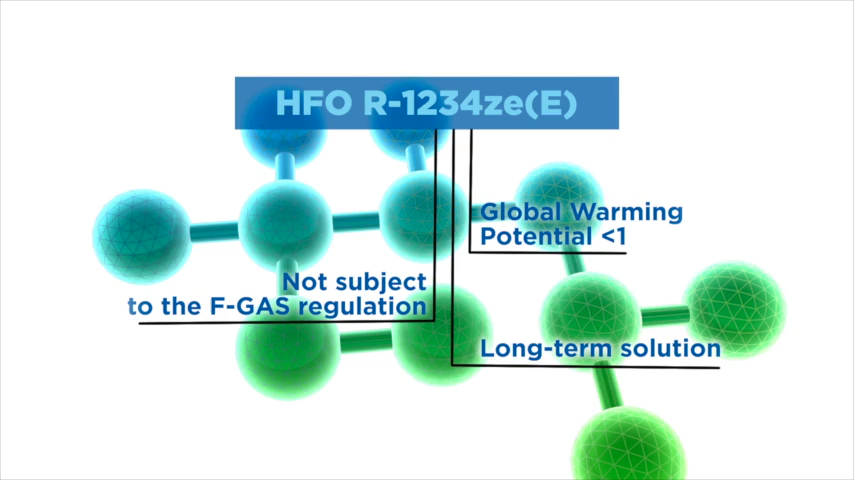 HFO R-1234ze(E)
Global Warming
Potential <1
Not subject
to the F-GAS regulation
Long-term solution